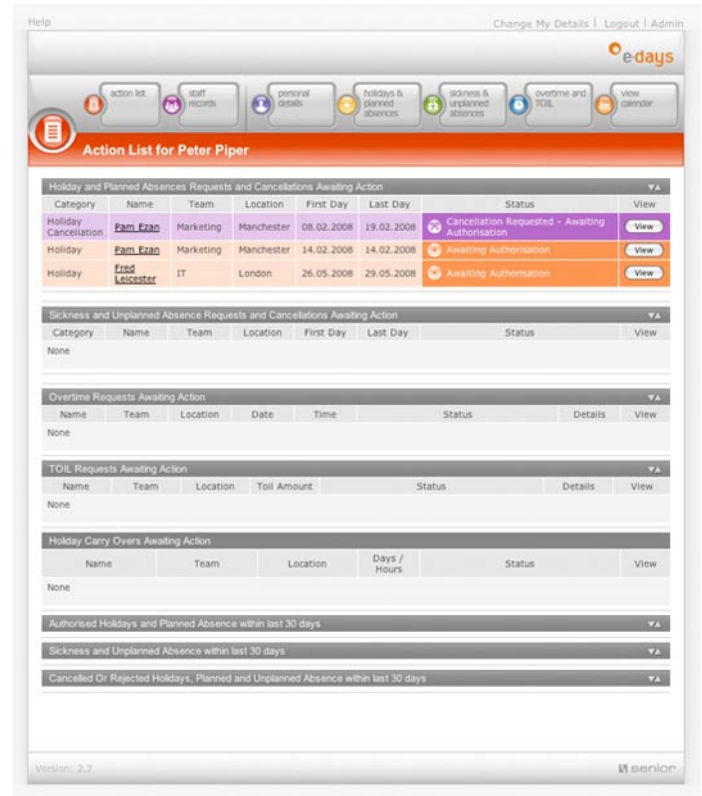 Help Change My Details | Logout | Admin
e-days
action list staff records personal details holidays & planned absences sickness & unplanned absences overtime and TOIL view calendar
Action List for Peter Piper
Holiday and Planned Absences Requests and Cancellations Awaiting Action
Category Name Team Location First Day Last Day Status View
Holiday Cancellation Pam Ezan Marketing Manchester 08.02.2008 19.02.2008 Cancellation Requested - Awaiting Authorisation View
Holiday Pam Ezan Marketing Manchester 14.02.2008 14.02.2008 Awaiting Authorisation View
Holiday Fred Leicester IT London 26.05.2008 29.05.2008 Awaiting Authorisation View
Sickness and Unplanned Absence Requests and Cancellations Awaiting Action
Category Name Team Location First Day Last Day Status View
None
Overtime Requests Awaiting Action
Name Team Location Date Time Status Details View
None
TOIL Requests Awaiting Action
Name Team Location Toil Amount Status Details View
None
Holiday Carry Overs Awaiting Action
Name Team Location Days / Hours Status View
None
Authorised Holidays and Planned Absence within last 30 days
Sickness and Unplanned Absence within last 30 days
Cancelled Or Rejected Holidays, Planned and Unplanned Absence within last 30 days
Version: 2.7 senior